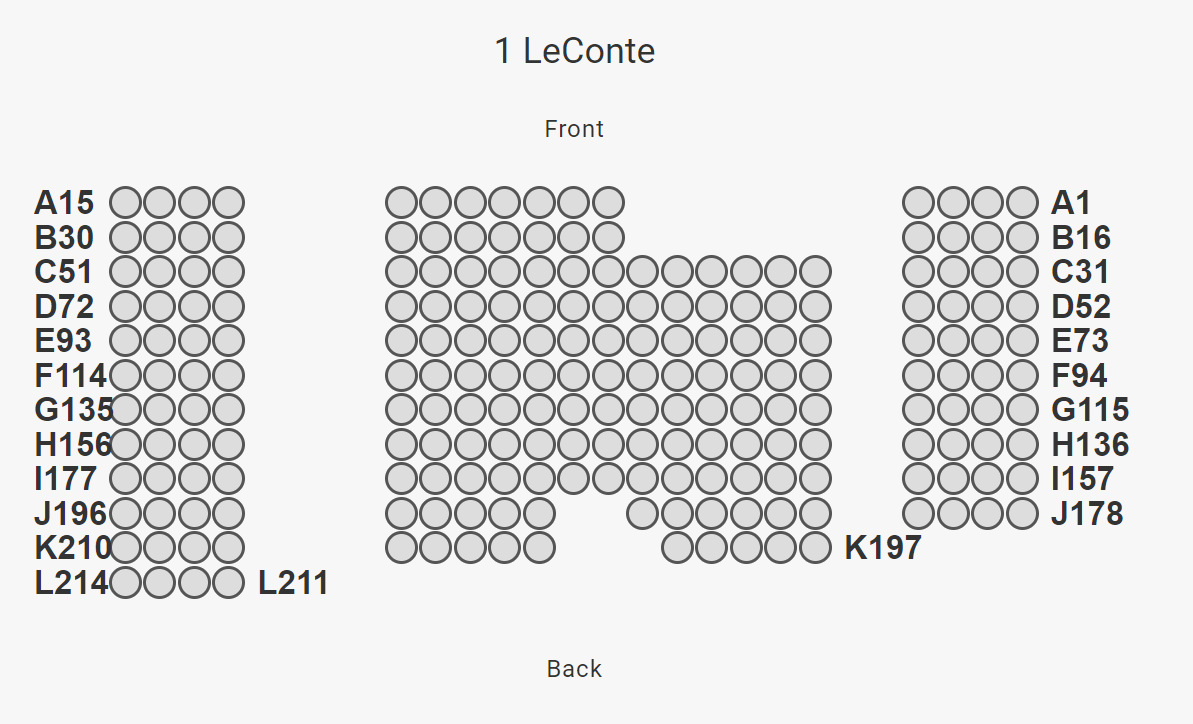 1 LeConte
Front
A15 A1
B30 B16
C51 C31
D72 D52
E93 E73
F114 F94
G135 G115
H156 H136
I177 I157
J196 J178
K210 K197
L214 L211
Back